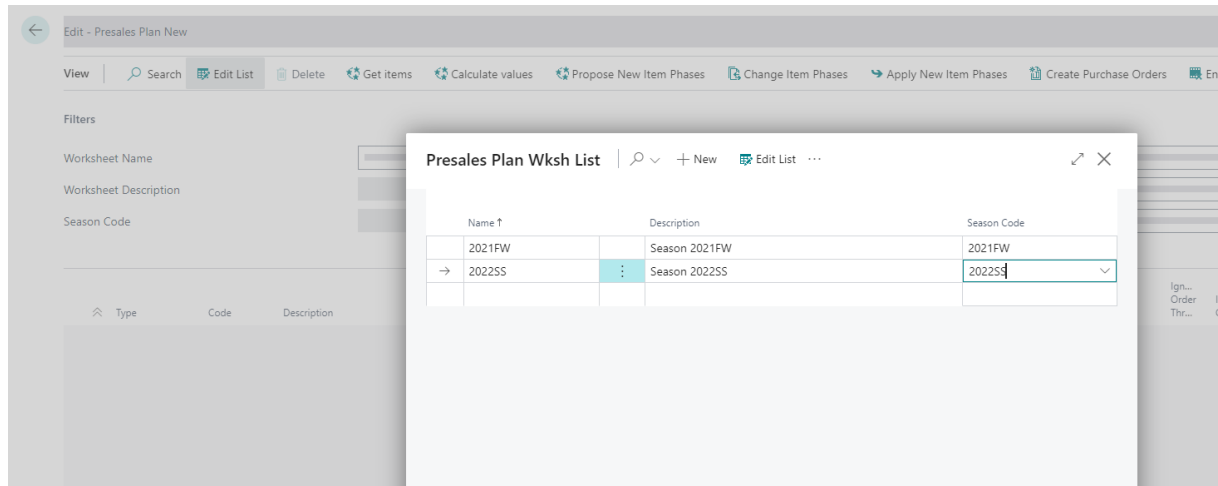 Edit - Presales Plan New
View Search Edit List Delete Get items Calculate values Propose New Item Phases Change Item Phases Apply New Item Phases Create Purchase Orders En
Filters
Worksheet Name
Worksheet Description
Season Code
Presales Plan Wksh List New Edit List ...
Name ↑ Description Season Code
2021FW Season 2021FW 2021FW
→ 2022SS Season 2022SS 2022SS
Type Code Description
Ign...
Order
Thr...